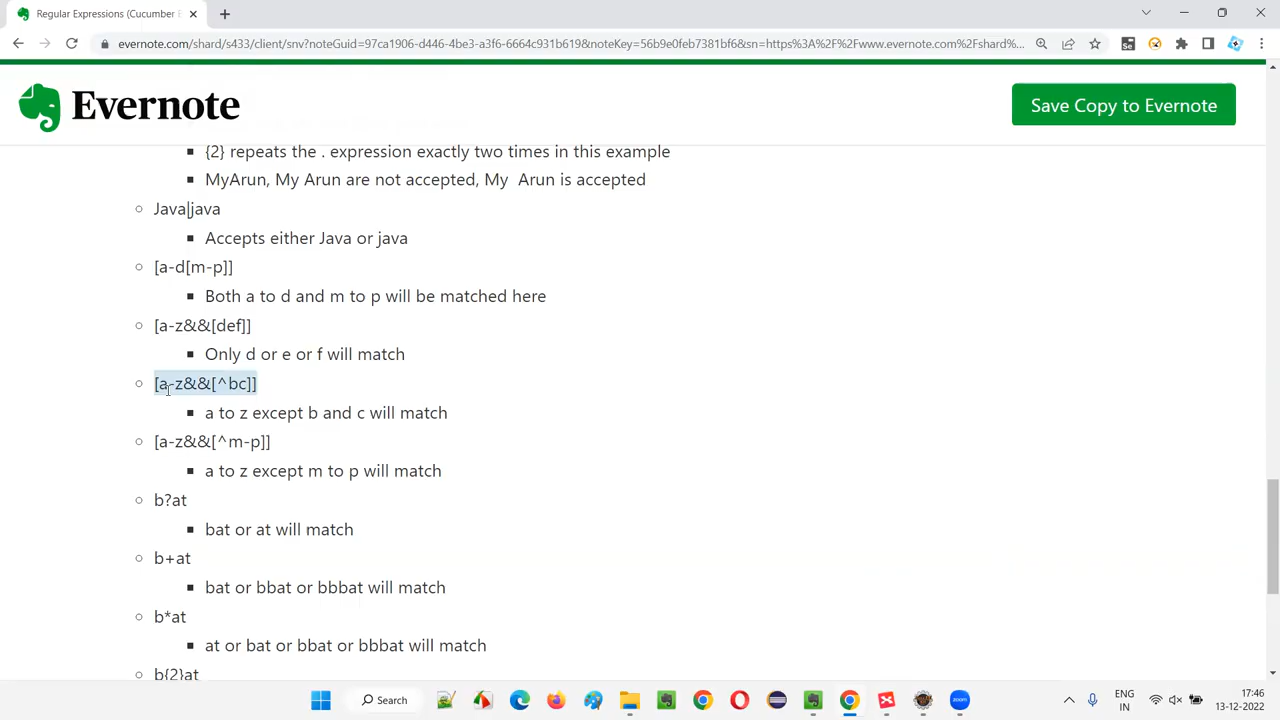 Regular Expressions (Cucumber E
evernote.com/shard/s433/client/snv?noteGuid=97ca1906-d446-4be3-a3f6-6664c931b619&noteKey=56b9e0feb7381bf6&sn=https%3A%2F%2Fwww.evernote.com%2Fshard%...
Evernote
Save Copy to Evernote
▪ {2} repeats the . expression exactly two times in this example
▪ MyArun, My Arun are not accepted, My  Arun is accepted
○ Java|java
▪ Accepts either Java or java
○ [a-d[m-p]]
▪ Both a to d and m to p will be matched here
○ [a-z&&[def]]
▪ Only d or e or f will match
○ [a-z&&[^bc]]
▪ a to z except b and c will match
○ [a-z&&[^m-p]]
▪ a to z except m to p will match
○ b?at
▪ bat or at will match
○ b+at
▪ bat or bbat or bbbat will match
○ b*at
▪ at or bat or bbat or bbbat will match
○ b{2}at
Search
ENG
IN
17:46
13-12-2022